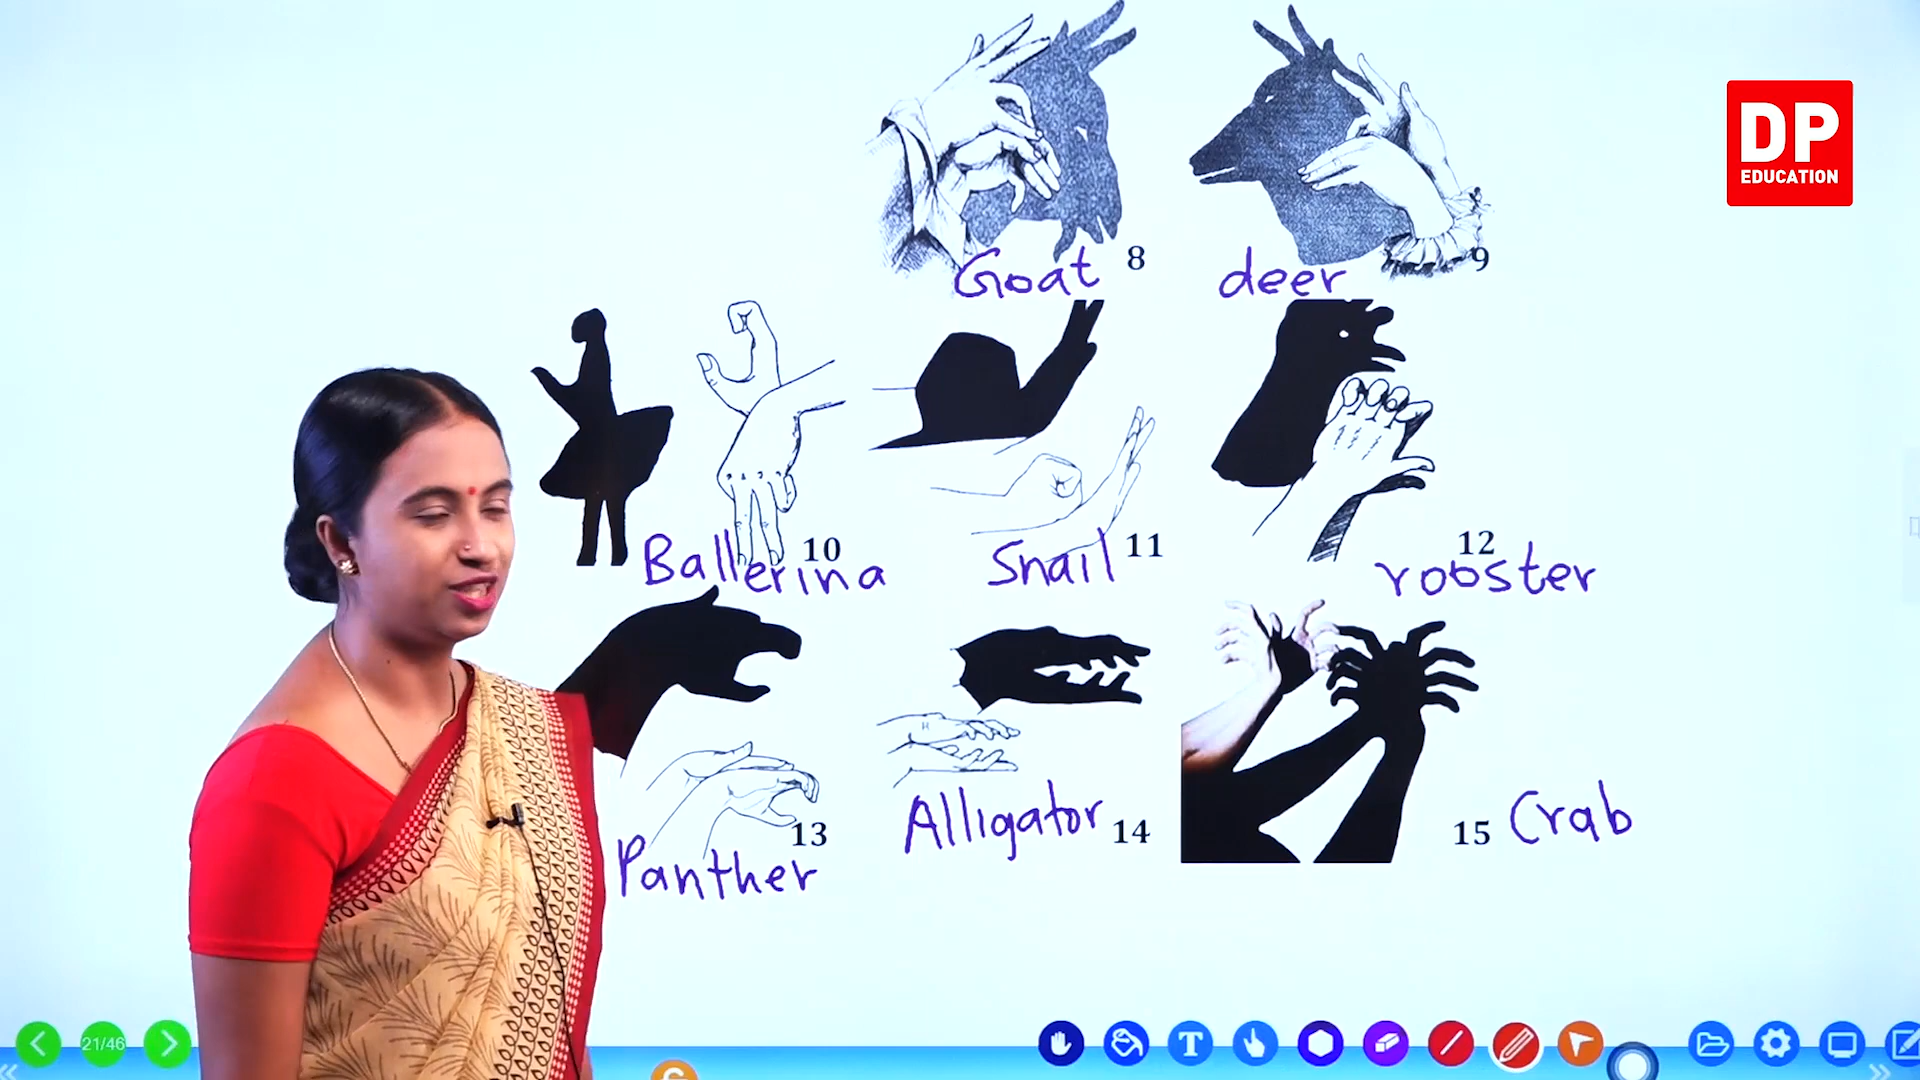 DP
EDUCATION
8
9
Goat
deer
10
11
12
Ballerina
Snail
rooster
13
14
15
Panther
Alligator
Crab
21/46
T